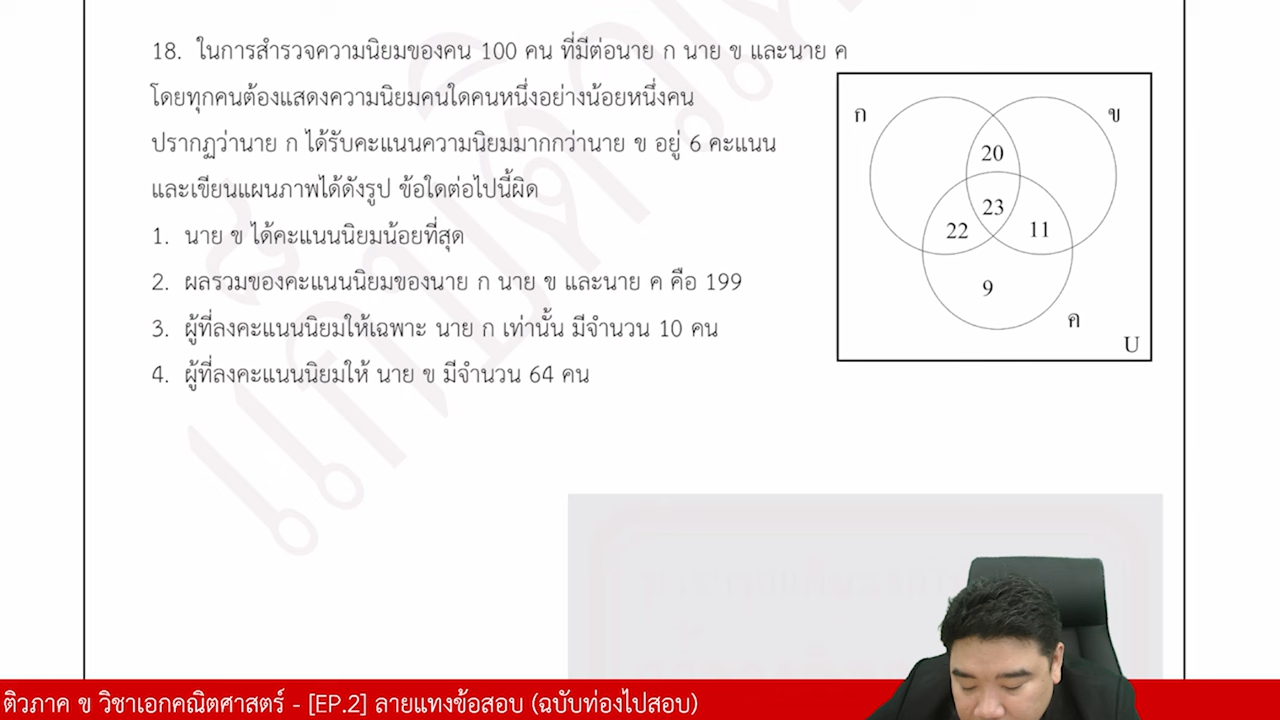 18. ในการสำรวจความนิยมของคน 100 คน ที่มีต่อนาย ก นาย ข และนาย ค
โดยทุกคนต้องแสดงความนิยมคนใดคนหนึ่งอย่างน้อยหนึ่งคน
ปรากฏว่านาย ก ได้รับคะแนนความนิยมมากกว่านาย ข อยู่ 6 คะแนน
และเขียนแผนภาพได้ดังรูป ข้อใดต่อไปนี้ผิด
1. นาย ข ได้คะแนนนิยมน้อยที่สุด
2. ผลรวมของคะแนนนิยมของนาย ก นาย ข และนาย ค คือ 199
3. ผู้ที่ลงคะแนนนิยมให้เฉพาะ นาย ก เท่านั้น มีจำนวน 10 คน
4. ผู้ที่ลงคะแนนนิยมให้ นาย ข มีจำนวน 64 คน
ก
ข
20
23
22
11
9
ค
U
ติวภาค ข วิชาเอกคณิตศาสตร์ - [EP.2] ลายแทงข้อสอบ (ฉบับท่องไปสอบ)